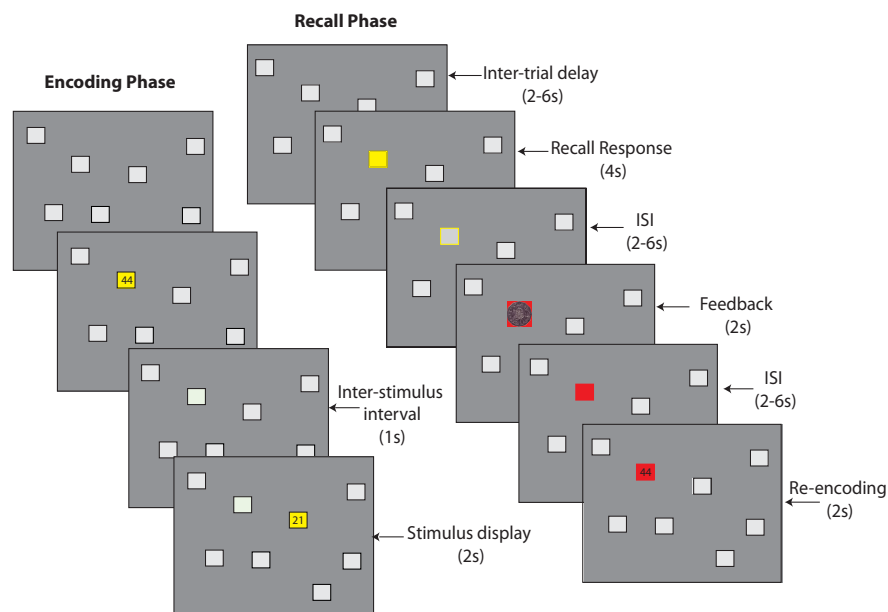 Recall Phase
Encoding Phase
Inter-trial delay
(2-6s)
Recall Response
(4s)
ISI
(2-6s)
Feedback
(2s)
ISI
(2-6s)
Re-encoding
(2s)
44
44
Inter-stimulus
interval
(1s)
21
Stimulus display
(2s)